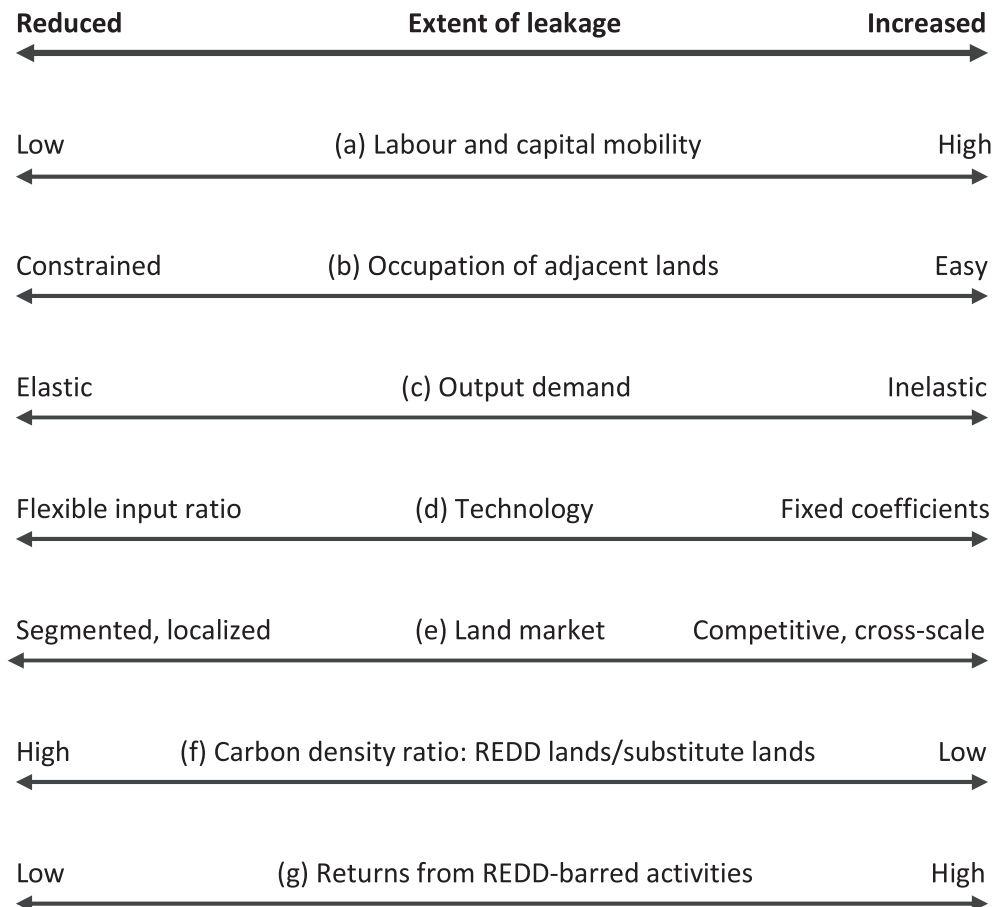 Reduced Extent of leakage Increased
Low (a) Labour and capital mobility High
Constrained (b) Occupation of adjacent lands Easy
Elastic (c) Output demand Inelastic
Flexible input ratio (d) Technology Fixed coefficients
Segmented, localized (e) Land market Competitive, cross-scale
High (f) Carbon density ratio: REDD lands/substitute lands Low
Low (g) Returns from REDD-barred activities High